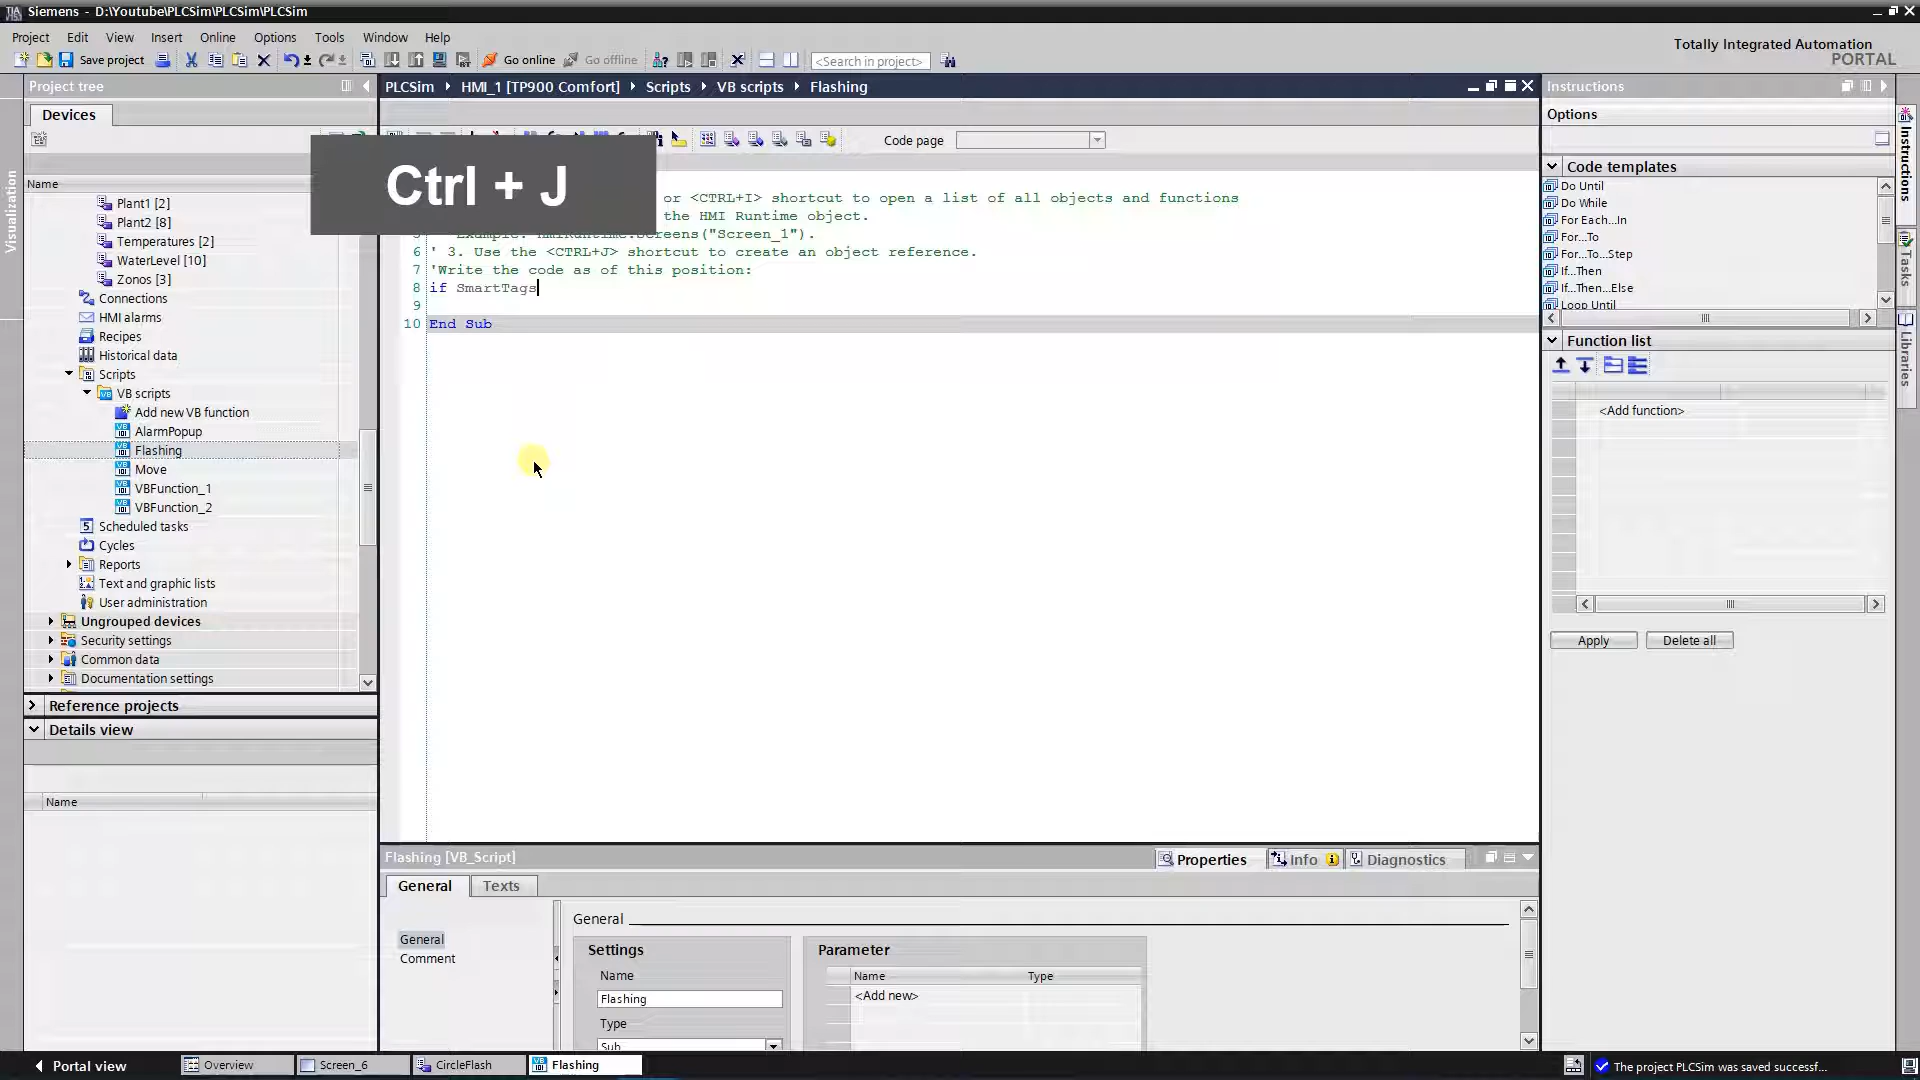 Siemens - D:\Youtube\PLCSim\PLCSim\PLCSim
Project Edit View Insert Online Options Tools Window Help
Totally Integrated Automation
PORTAL
Save project
Go online
Go offline
<Search in project>
Project tree
PLCSim HMI_1 [TP900 Comfort] Scripts VB scripts Flashing
Instructions
Devices
Options
Code page
Ctrl + J
Name
Plant1 [2]
Plant2 [8]
Temperatures [2]
WaterLevel [10]
Zonos [3]
Connections
HMI alarms
Recipes
Historical data
Scripts
VB scripts
Add new VB function
AlarmPopup
Flashing
Move
VBFunction_1
VBFunction_2
Scheduled tasks
Cycles
Reports
Text and graphic lists
User administration
Ungrouped devices
Security settings
Common data
Documentation settings
Reference projects
Details view
Name
Visualization
or <CTRL+I> shortcut to open a list of all objects and functions
the HMI Runtime object.
5 Example: HmiRuntime.Screens("Screen_1").
6 ' 3. Use the <CTRL+J> shortcut to create an object reference.
7 'Write the code as of this position:
8 if SmartTags
9
10 End Sub
Code templates
Do Until
Do While
For Each...In
For...To
For...To...Step
If...Then
If...Then...Else
Loop Until
Function list
<Add function>
Apply
Delete all
Instructions
Tasks
Libraries
Flashing [VB_Script]
Properties
Info
Diagnostics
General
Texts
General
Comment
General
Settings
Name
Flashing
Type
Sub
Parameter
Name Type
<Add new>
Portal view
Overview
Screen_6
CircleFlash
Flashing
The project PLCSim was saved successf...